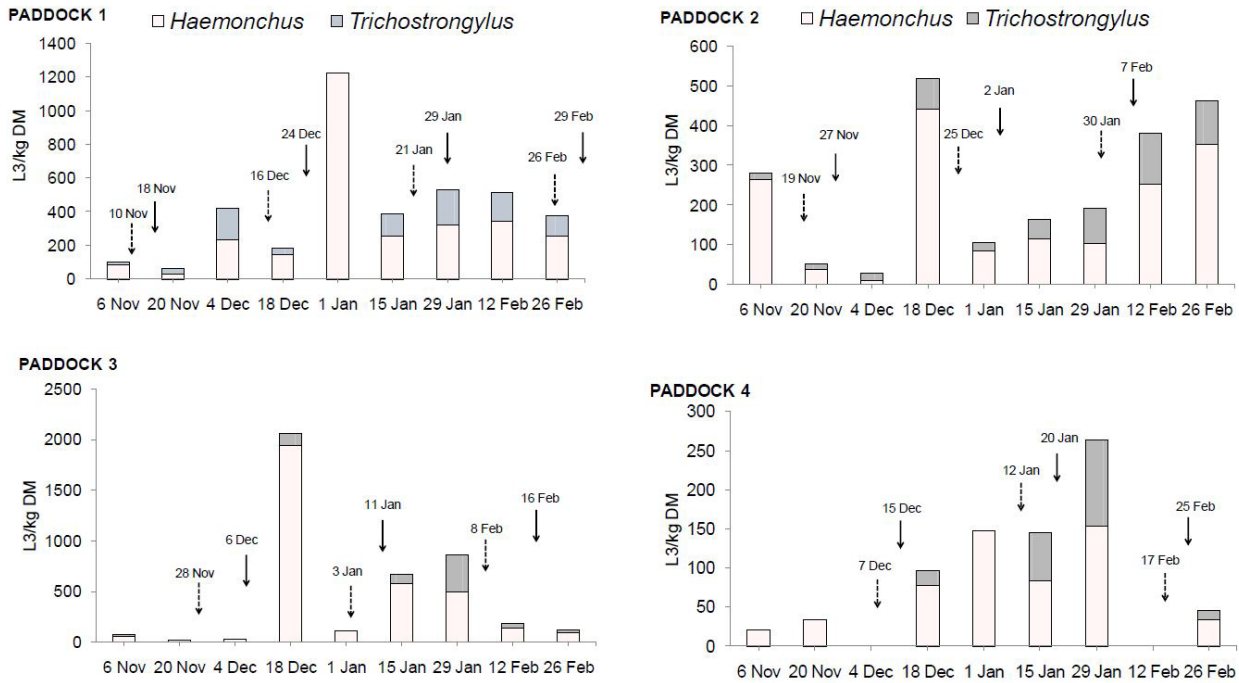 PADDOCK 1
Haemonchus Trichostrongylus
L3/kg DM
1400
1200
1000
800
600
400
200
0
10 Nov
18 Nov
16 Dec
24 Dec
21 Jan
29 Jan
26 Feb
29 Feb
6 Nov 20 Nov 4 Dec 18 Dec 1 Jan 15 Jan 29 Jan 12 Feb 26 Feb
PADDOCK 2
Haemonchus Trichostrongylus
L3/kg DM
600
500
400
300
200
100
0
19 Nov
27 Nov
25 Dec
2 Jan
30 Jan
7 Feb
6 Nov 20 Nov 4 Dec 18 Dec 1 Jan 15 Jan 29 Jan 12 Feb 26 Feb
PADDOCK 3
L3/kg DM
2500
2000
1500
1000
500
0
28 Nov
6 Dec
3 Jan
11 Jan
8 Feb
16 Feb
6 Nov 20 Nov 4 Dec 18 Dec 1 Jan 15 Jan 29 Jan 12 Feb 26 Feb
PADDOCK 4
L3/kg DM
300
250
200
150
100
50
0
7 Dec
15 Dec
12 Jan
20 Jan
17 Feb
25 Feb
6 Nov 20 Nov 4 Dec 18 Dec 1 Jan 15 Jan 29 Jan 12 Feb 26 Feb